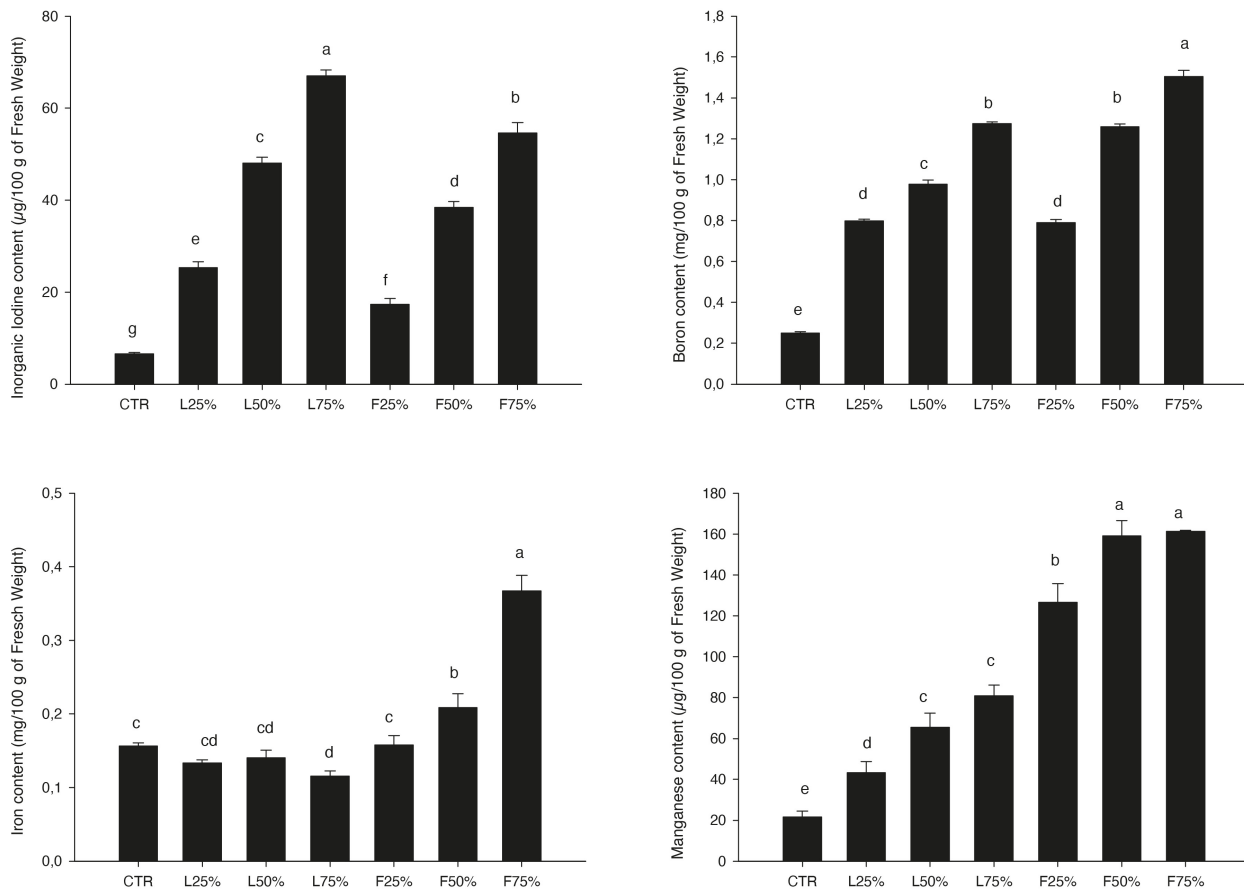 Inorganic Iodine content (µg/100 g of Fresh Weight)
80
60
40
20
0
g
e
c
a
f
d
b
CTR L25% L50% L75% F25% F50% F75%
Boron content (mg/100 g of Fresh Weight)
1,8
1,6
1,4
1,2
1,0
0,8
0,6
0,4
0,2
0,0
e
d
c
b
d
b
a
CTR L25% L50% L75% F25% F50% F75%
Iron content (mg/100 g of Fresch Weight)
0,5
0,4
0,3
0,2
0,1
0,0
c
cd
cd
d
c
b
a
CTR L25% L50% L75% F25% F50% F75%
Manganese content (µg/100 g of Fresh Weight)
180
160
140
120
100
80
60
40
20
0
e
d
c
c
b
a
a
CTR L25% L50% L75% F25% F50% F75%